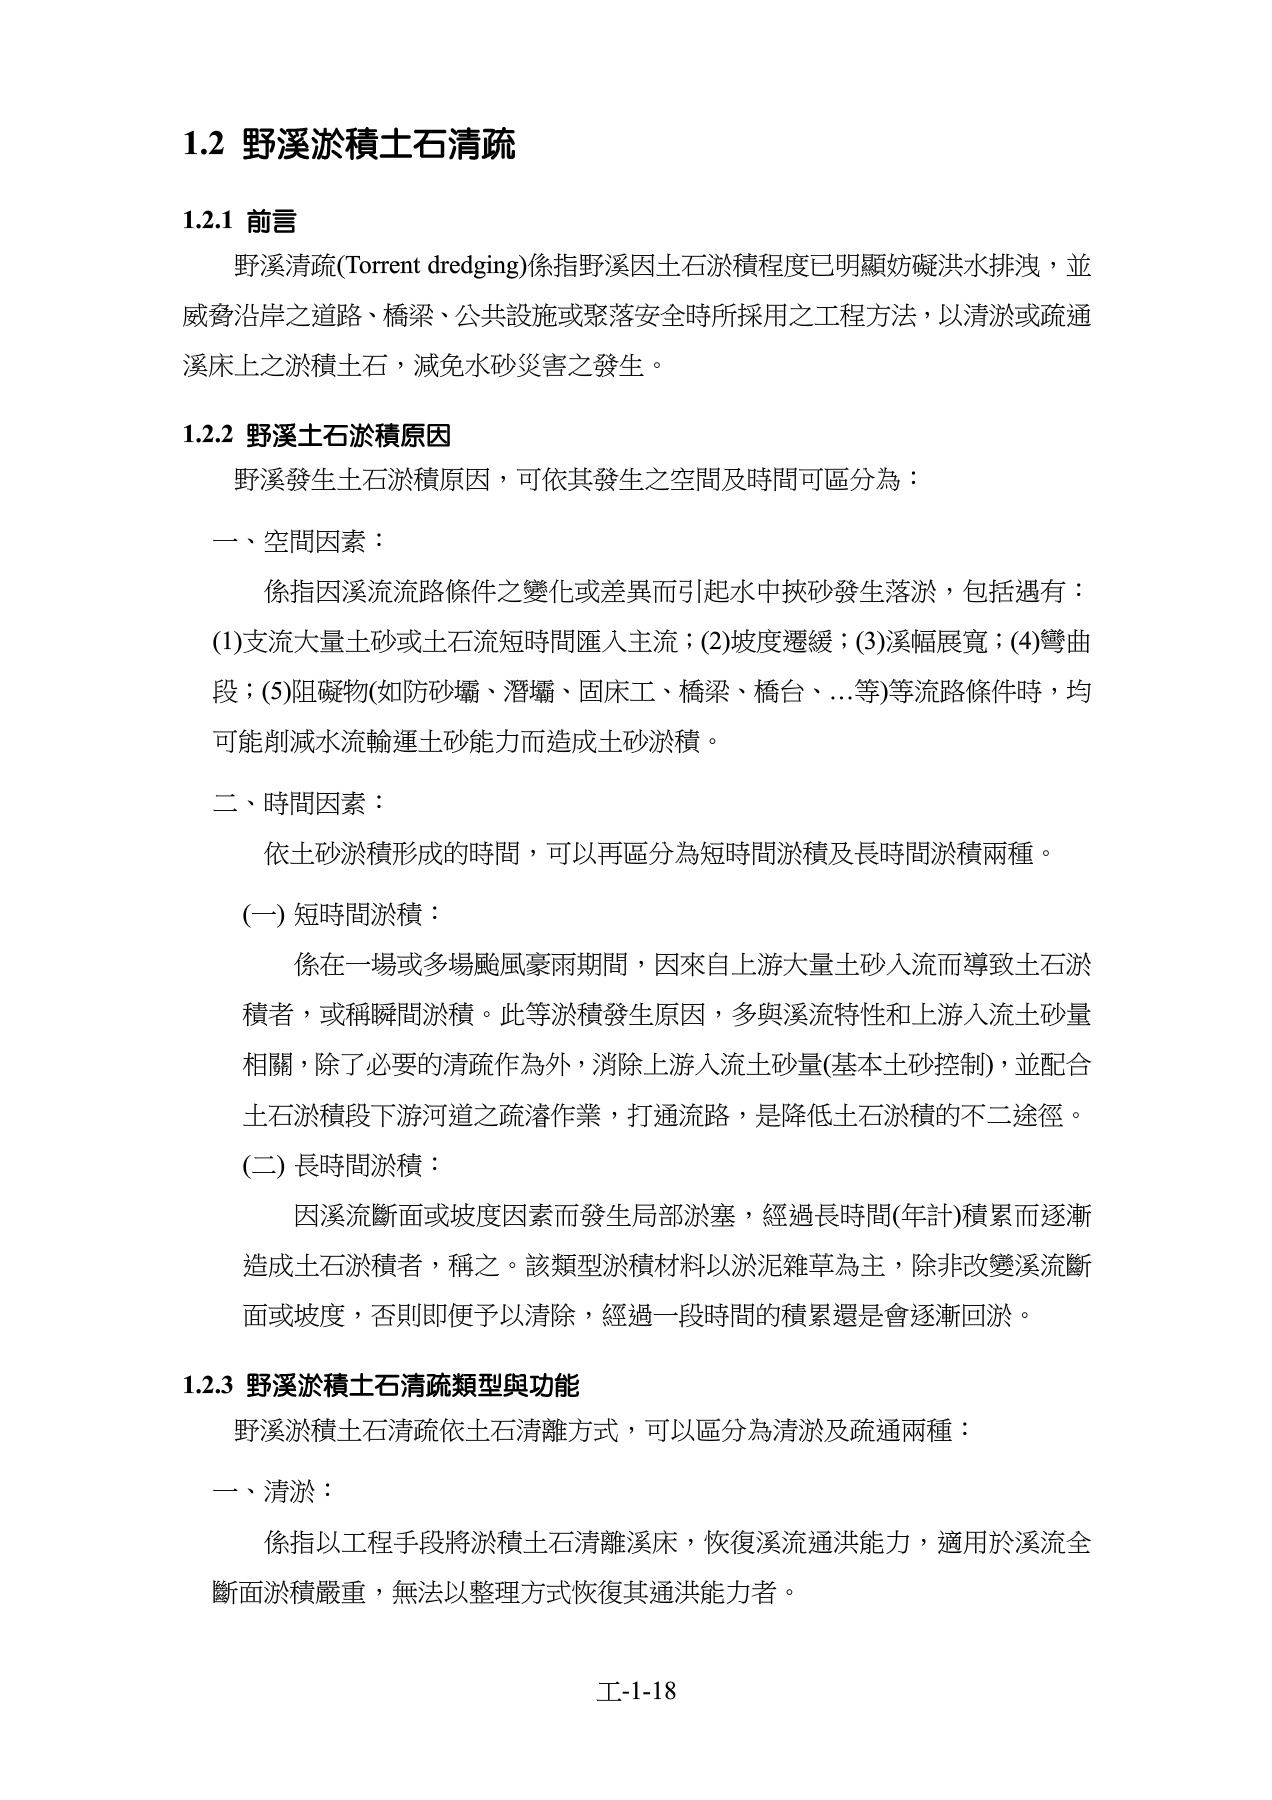 1.2 野溪淤積土石清疏
1.2.1 前言
野溪清疏(Torrent dredging)係指野溪因土石淤積程度已明顯妨礙洪水排洩，並
威脅沿岸之道路、橋梁、公共設施或聚落安全時所採用之工程方法，以清淤或疏通
溪床上之淤積土石，減免水砂災害之發生。
1.2.2 野溪土石淤積原因
野溪發生土石淤積原因，可依其發生之空間及時間可區分為：
一、空間因素：
係指因溪流流路條件之變化或差異而引起水中挾砂發生落淤，包括遇有：
(1)支流大量土砂或土石流短時間匯入主流；(2)坡度遷緩；(3)溪幅展寬；(4)彎曲
段；(5)阻礙物(如防砂壩、潛壩、固床工、橋梁、橋台、…等)等流路條件時，均
可能削減水流輸運土砂能力而造成土砂淤積。
二、時間因素：
依土砂淤積形成的時間，可以再區分為短時間淤積及長時間淤積兩種。
(一) 短時間淤積：
係在一場或多場颱風豪雨期間，因來自上游大量土砂入流而導致土石淤
積者，或稱瞬間淤積。此等淤積發生原因，多與溪流特性和上游入流土砂量
相關，除了必要的清疏作為外，消除上游入流土砂量(基本土砂控制)，並配合
土石淤積段下游河道之疏濬作業，打通流路，是降低土石淤積的不二途徑。
(二) 長時間淤積：
因溪流斷面或坡度因素而發生局部淤塞，經過長時間(年計)積累而逐漸
造成土石淤積者，稱之。該類型淤積材料以淤泥雜草為主，除非改變溪流斷
面或坡度，否則即便予以清除，經過一段時間的積累還是會逐漸回淤。
1.2.3 野溪淤積土石清疏類型與功能
野溪淤積土石清疏依土石清離方式，可以區分為清淤及疏通兩種：
一、清淤：
係指以工程手段將淤積土石清離溪床，恢復溪流通洪能力，適用於溪流全
斷面淤積嚴重，無法以整理方式恢復其通洪能力者。
工-1-18